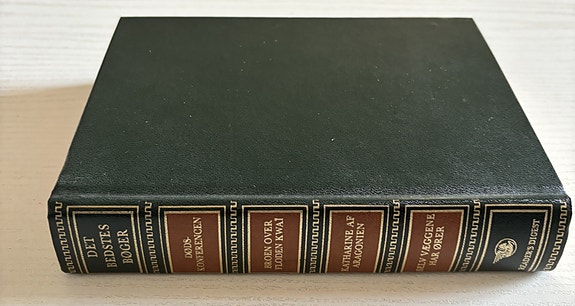 DET
BEDSTES
BØGER
DØDS-
KONFERENCEN
BROEN OVER
FLODEN KWAI
KATHARINE AF
ARAGONIEN
SELV VÆGGENE
HAR ØRER
READER'S DIGEST